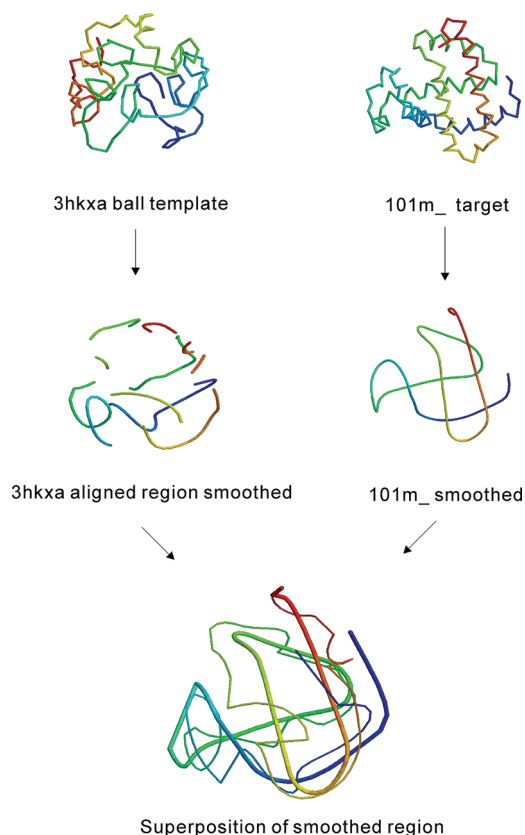 3hkxa ball template
101m_ target
3hkxa aligned region smoothed
101m_ smoothed
Superposition of smoothed region